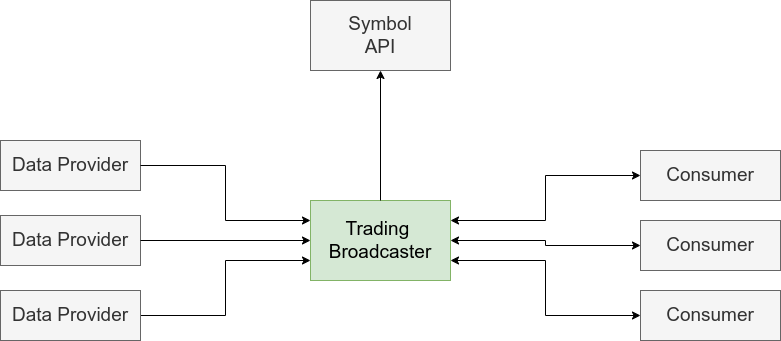 Symbol
API
Data Provider
Data Provider
Data Provider
Trading
Broadcaster
Consumer
Consumer
Consumer